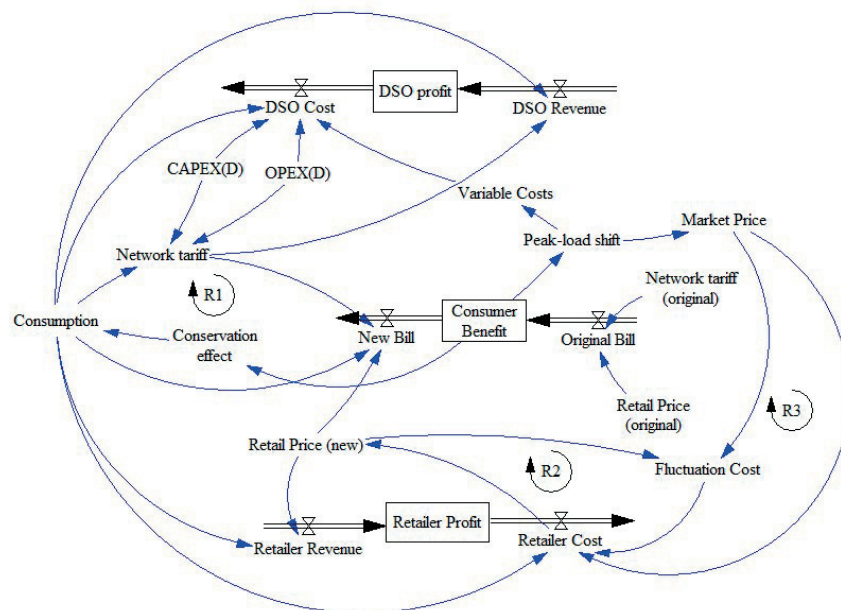 DSO profit
DSO Cost
DSO Revenue
CAPEX(D)
OPEX(D)
Variable Costs
Market Price
Peak-load shift
Network tariff
R1
Network tariff
(original)
Consumption
Conservation
effect
New Bill
Consumer
Benefit
Original Bill
Retail Price
(original)
R3
Retail Price (new)
R2
Fluctuation Cost
Retailer Profit
Retailer Revenue
Retailer Cost